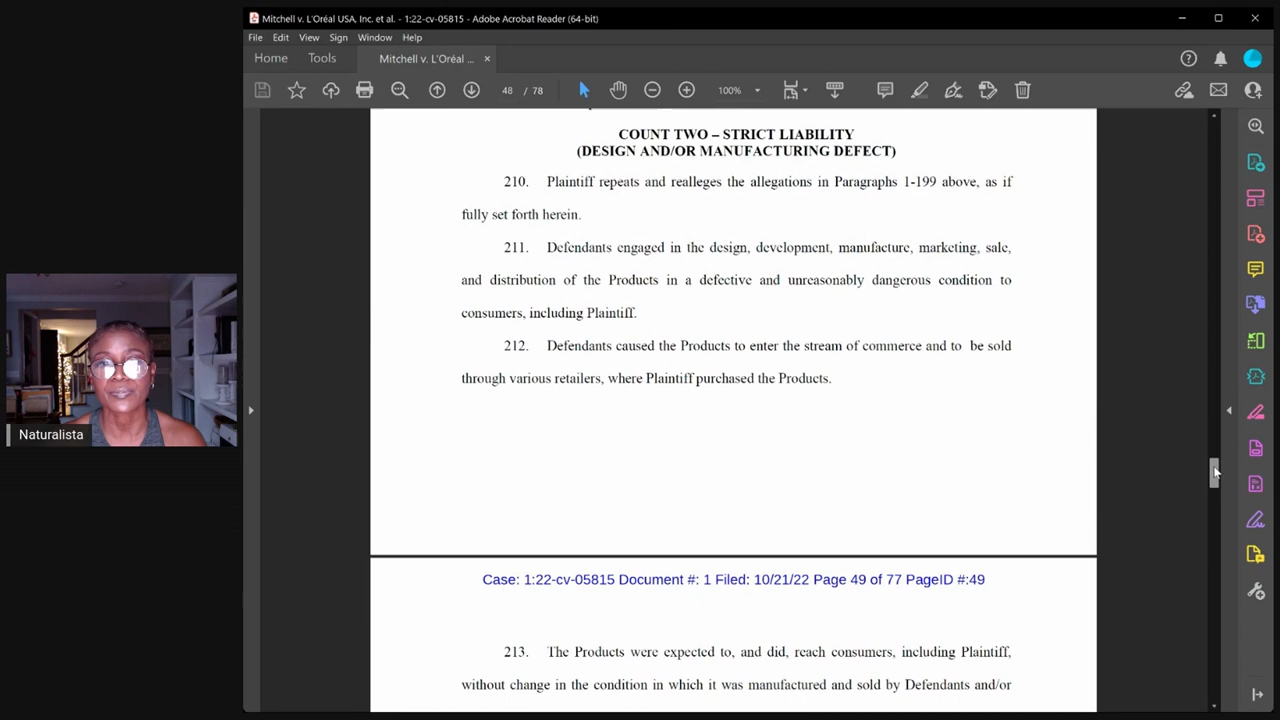 Mitchell v. L'Oréal USA, Inc. et al. - 1:22-cv-05815 - Adobe Acrobat Reader (64-bit)
File Edit View Sign Window Help
Home Tools Mitchell v. L'Oréal ... ×
48 / 78 100%
COUNT TWO – STRICT LIABILITY
(DESIGN AND/OR MANUFACTURING DEFECT)
210. Plaintiff repeats and realleges the allegations in Paragraphs 1-199 above, as if
fully set forth herein.
211. Defendants engaged in the design, development, manufacture, marketing, sale,
and distribution of the Products in a defective and unreasonably dangerous condition to
consumers, including Plaintiff.
212. Defendants caused the Products to enter the stream of commerce and to be sold
through various retailers, where Plaintiff purchased the Products.
Naturalista
Case: 1:22-cv-05815 Document #: 1 Filed: 10/21/22 Page 49 of 77 PageID #:49
213. The Products were expected to, and did, reach consumers, including Plaintiff,
without change in the condition in which it was manufactured and sold by Defendants and/or